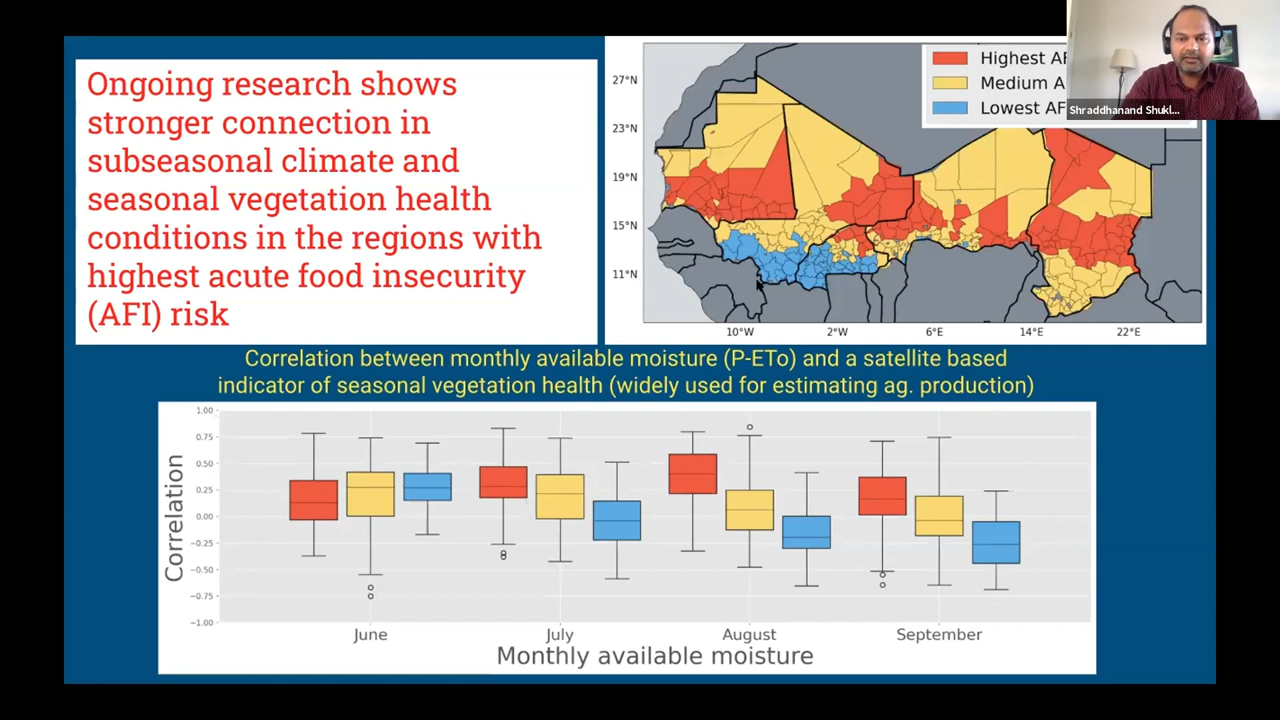 Ongoing research shows
stronger connection in
subseasonal climate and
seasonal vegetation health
conditions in the regions with
highest acute food insecurity
(AFI) risk
Highest AF
Medium A
Lowest AF
Shraddhanand Shukl...
27°N
23°N
19°N
15°N
11°N
10°W 2°W 6°E 14°E 22°E
Correlation between monthly available moisture (P-ETo) and a satellite based
indicator of seasonal vegetation health (widely used for estimating ag. production)
Correlation
1.00
0.75
0.50
0.25
0.00
−0.25
−0.50
−0.75
−1.00
June July August September
Monthly available moisture